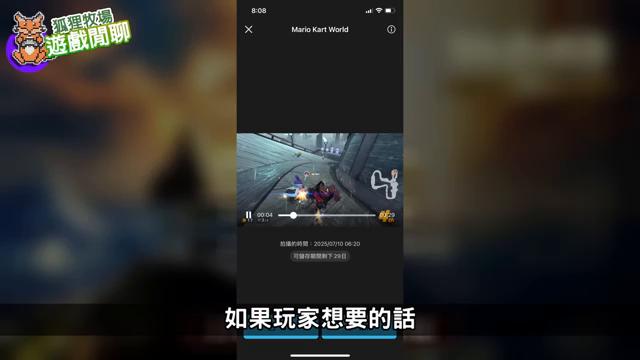 狐狸牧場
遊戲閒聊
8:08
Mario Kart World
00:04
拍攝的時間:2025/07/10 06:20
可儲存期間剩下 29日
如果玩家想要的話